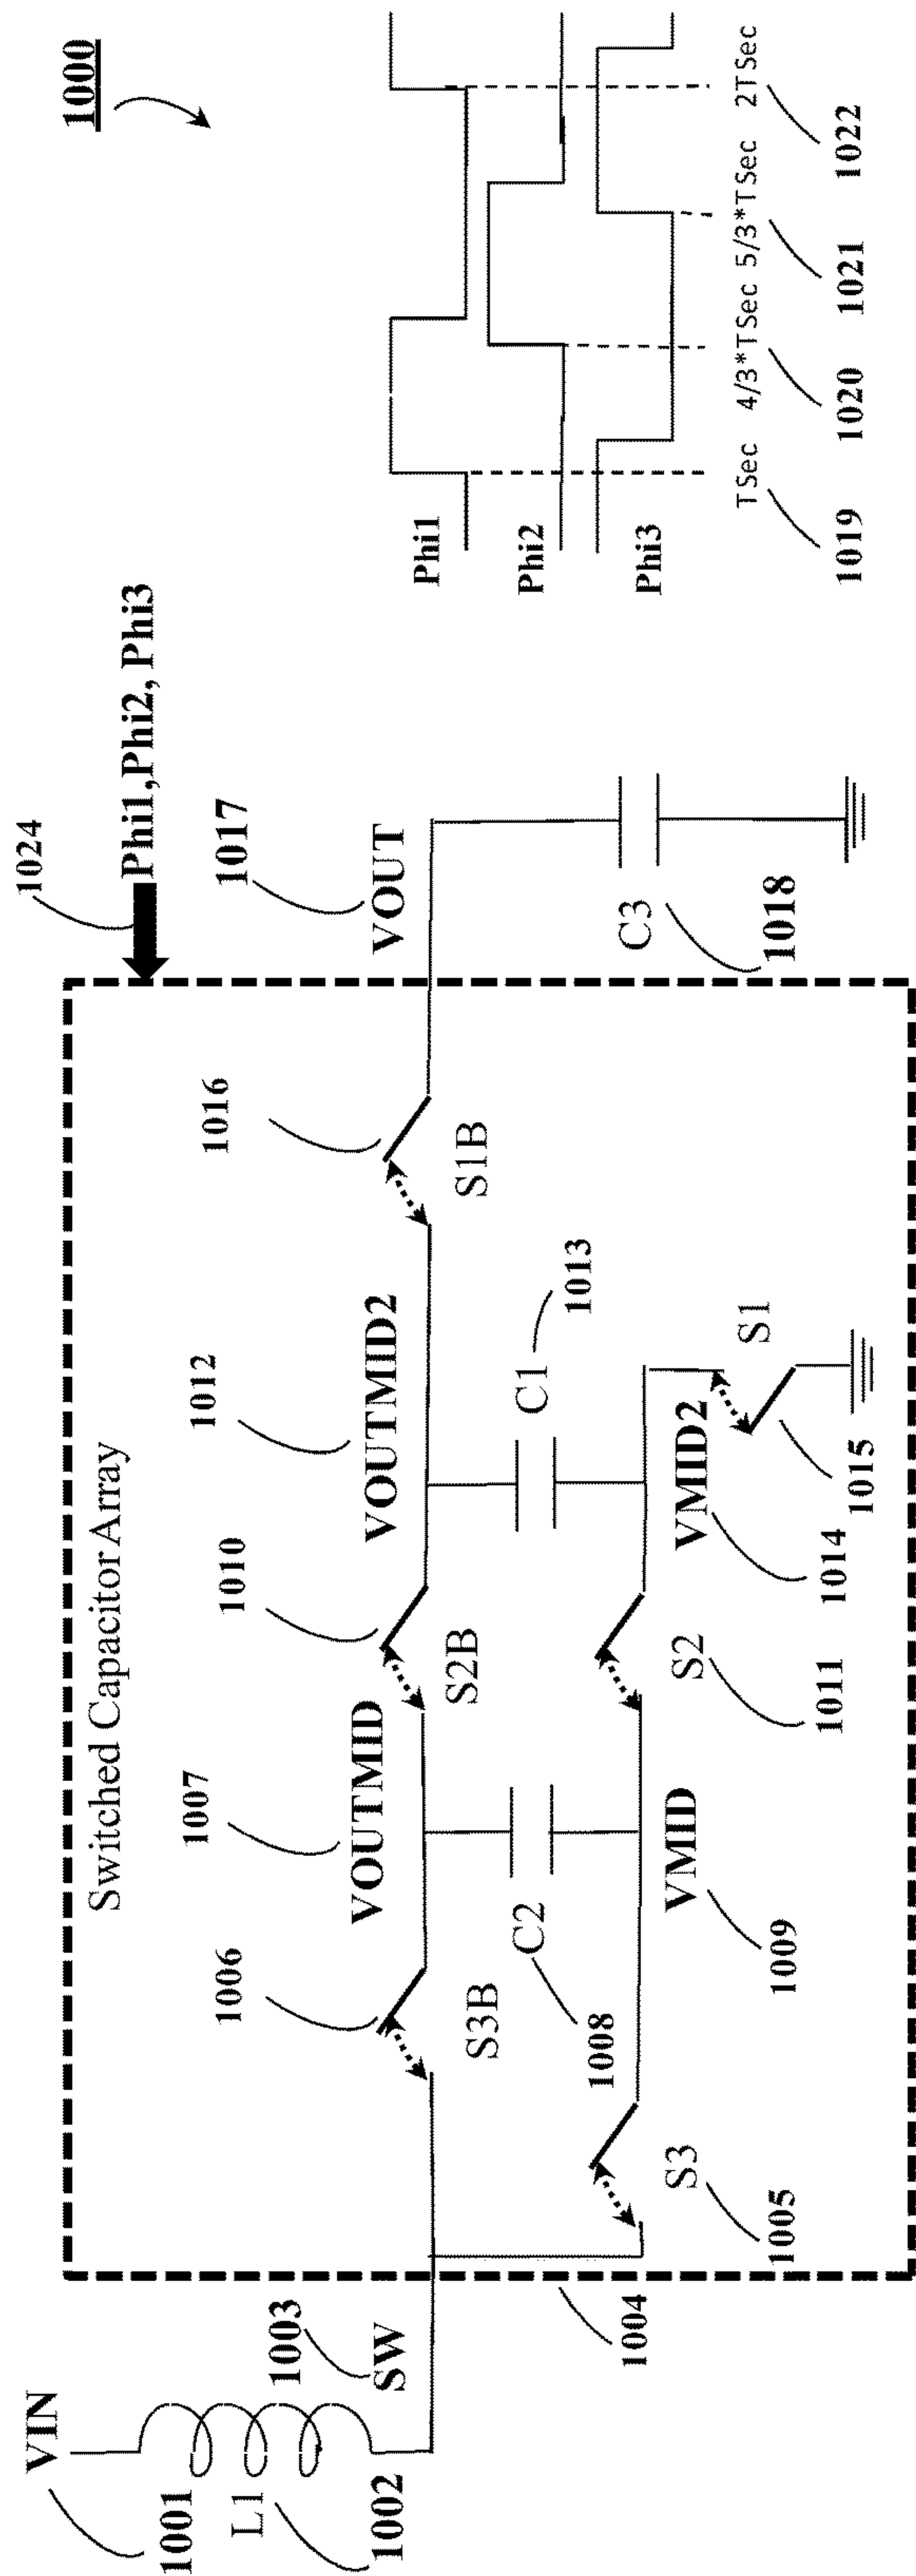 1000
VIN
1001
L1
1002
1003
SW
1004
Switched Capacitor Array
1024
Phi1,Phi2, Phi3
1006
S3B
S3
1005
1007
VOUTMID
C2
1008
VMID
1009
1010
S2B
S2
1011
1012
VOUTMID2
C1
1013
VMID2
1014
S1
1015
1016
S1B
1017
VOUT
C3
1018
Phi1
Phi2
Phi3
TSec 4/3*TSec 5/3*TSec 2TSec
1019 1020 1021 1022